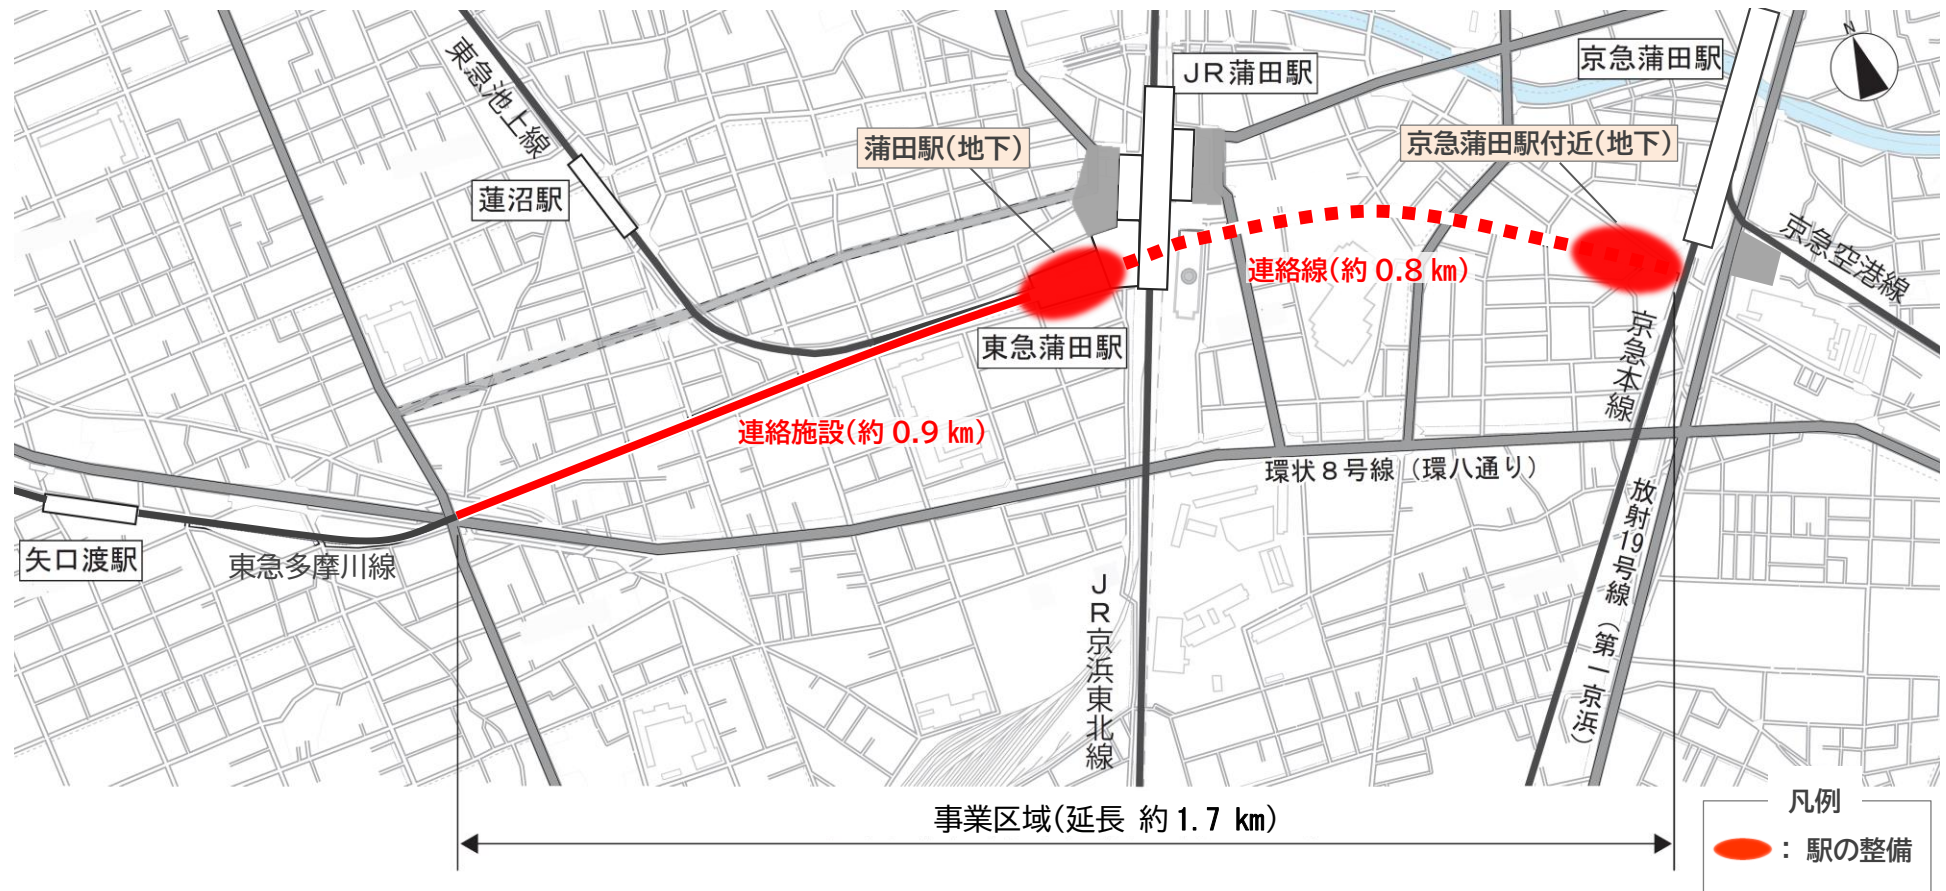 N
東急池上線
JR蒲田駅
京急蒲田駅
蒲田駅(地下)
京急蒲田駅付近(地下)
蓮沼駅
京急空港線
連絡線(約 0.8 ㎞)
東急蒲田駅
京急本線
連絡施設(約 0.9 ㎞)
環状８号線（環八通り）
矢口渡駅
東急多摩川線
放射19号線（第一京浜）
JR京浜東北線
事業区域(延長 約 1.7 km)
凡例
：駅の整備